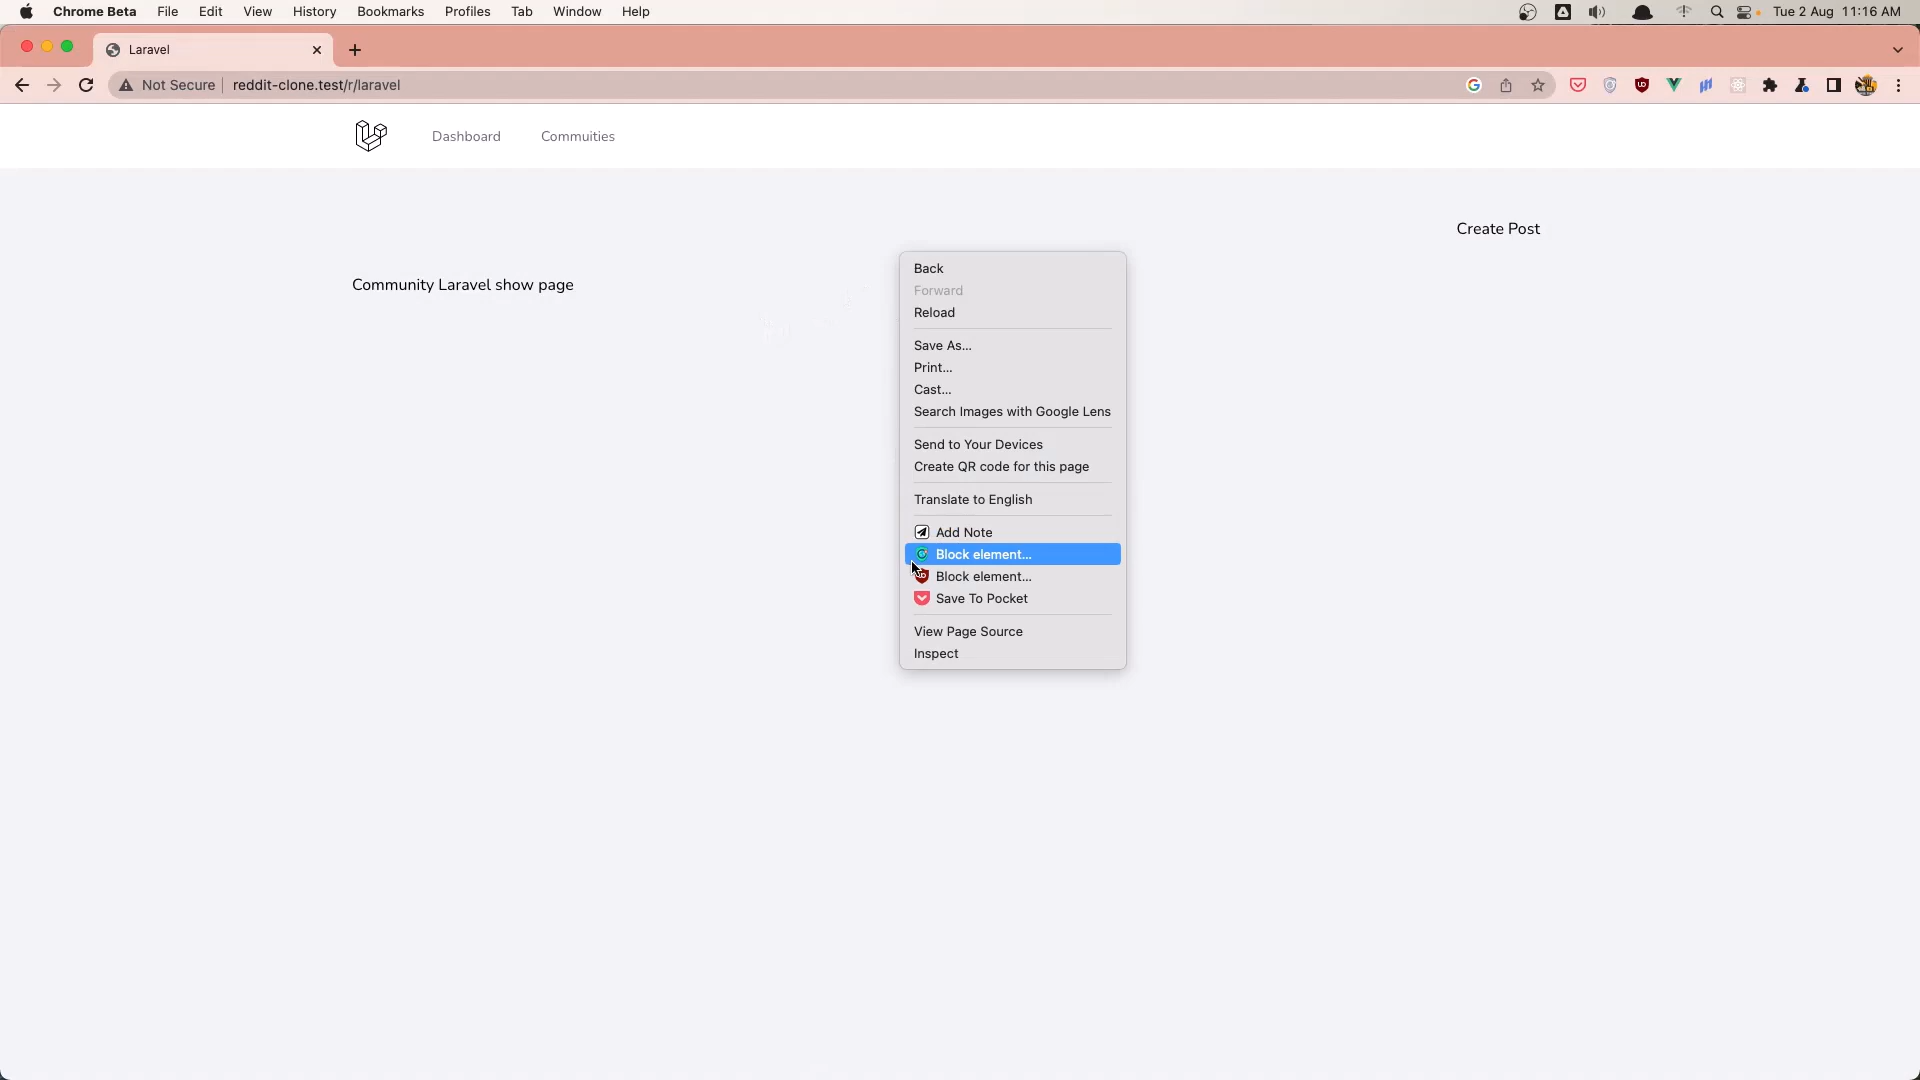 Chrome Beta File Edit View History Bookmarks Profiles Tab Window Help Tue 2 Aug 11:16 AM
Laravel
Not Secure reddit-clone.test/r/laravel
Dashboard Commuities
Create Post
Community Laravel show page
Back
Forward
Reload
Save As...
Print...
Cast...
Search Images with Google Lens
Send to Your Devices
Create QR code for this page
Translate to English
Add Note
Block element...
Block element...
Save To Pocket
View Page Source
Inspect